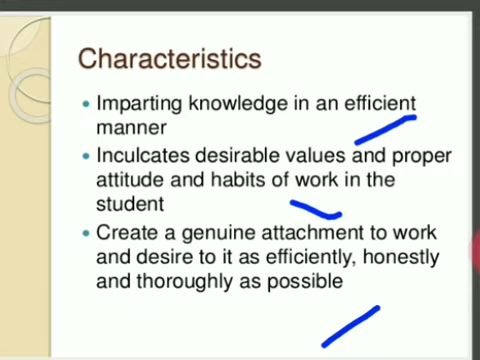 Characteristics
Imparting knowledge in an efficient
manner
Inculcates desirable values and proper
attitude and habits of work in the
student
Create a genuine attachment to work
and desire to it as efficiently, honestly
and thoroughly as possible